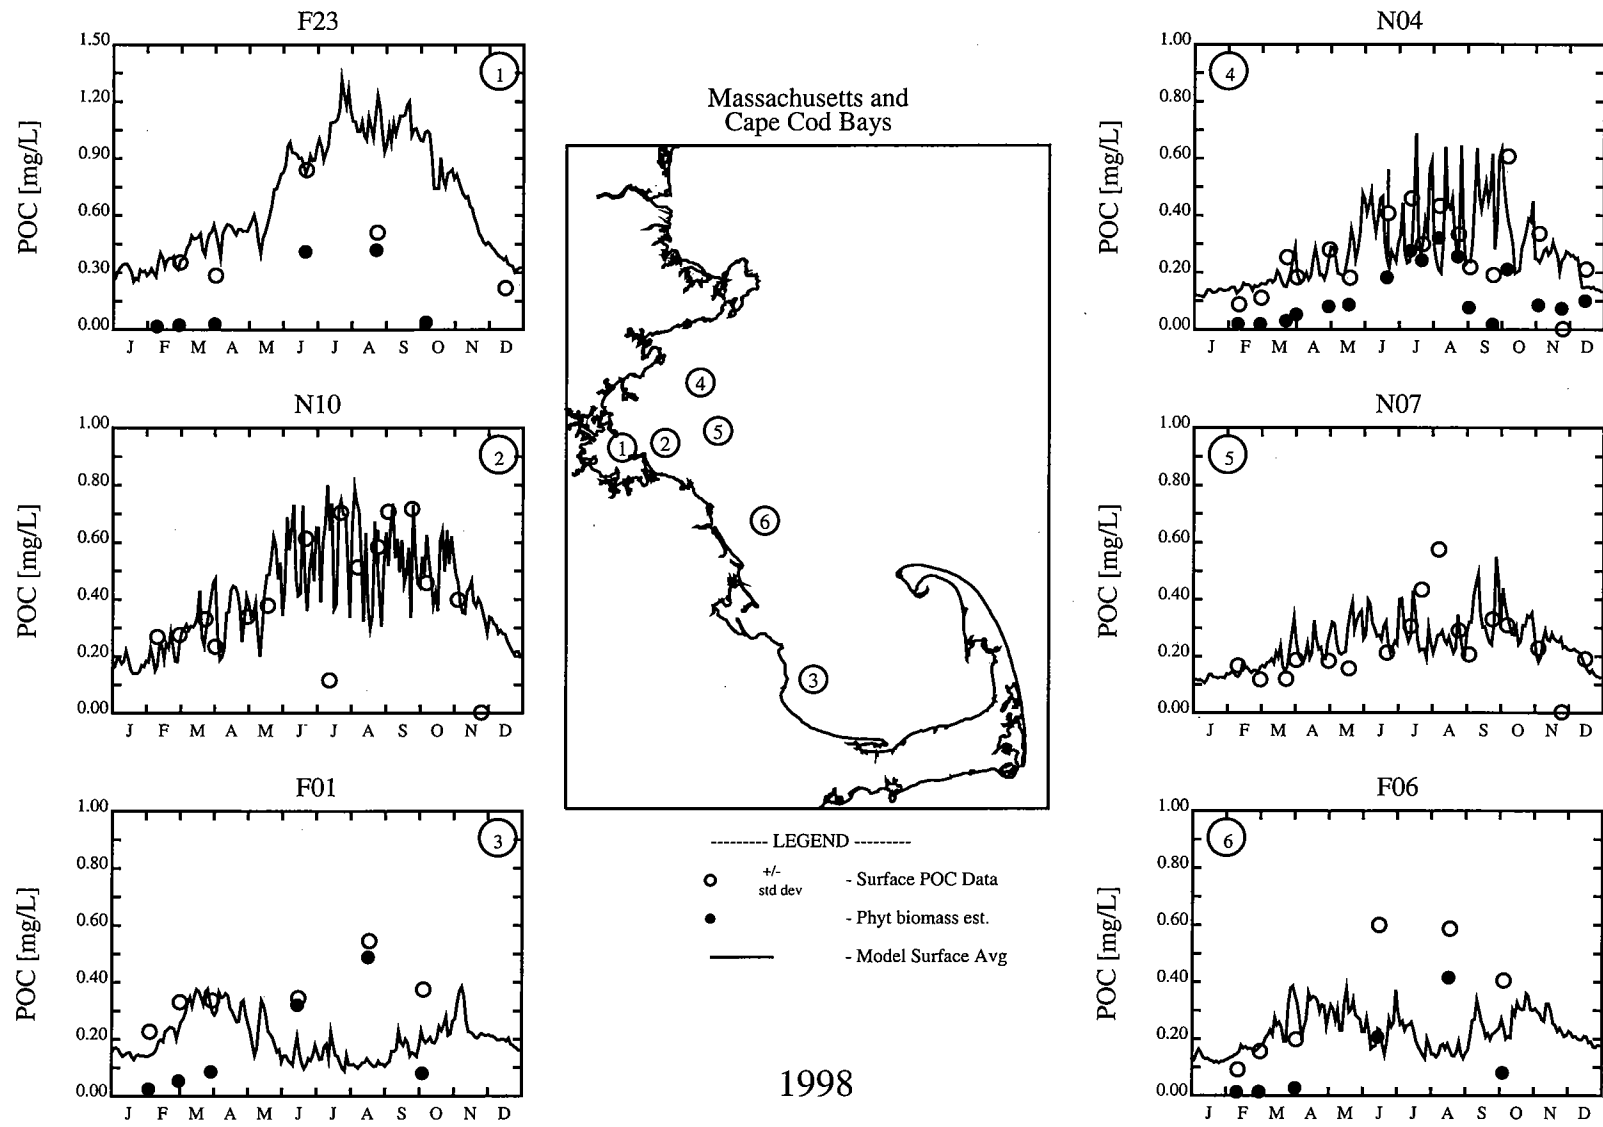 F23
POC [mg/L]
1.50
1.20
0.90
0.60
0.30
0.00
1
J F M A M J J A S O N D
N10
POC [mg/L]
1.00
0.80
0.60
0.40
0.20
0.00
2
J F M A M J J A S O N D
F01
POC [mg/L]
1.00
0.80
0.60
0.40
0.20
0.00
3
J F M A M J J A S O N D
Massachusetts and
Cape Cod Bays
4
5
1
2
6
3
--------- LEGEND ---------
+/-
std dev
- Surface POC Data
- Phyt biomass est.
- Model Surface Avg
1998
N04
POC [mg/L]
1.00
0.80
0.60
0.40
0.20
0.00
4
J F M A M J J A S O N D
N07
POC [mg/L]
1.00
0.80
0.60
0.40
0.20
0.00
5
J F M A M J J A S O N D
F06
POC [mg/L]
1.00
0.80
0.60
0.40
0.20
0.00
6
J F M A M J J A S O N D